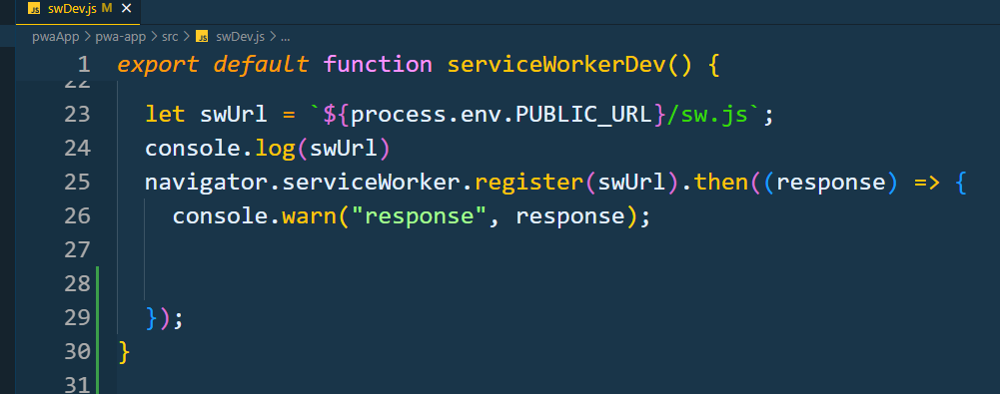 JS swDev.js M ×
pwaApp > pwa-app > src > JS swDev.js > ...
1 export default function serviceWorkerDev() {
22
23 let swUrl = `${process.env.PUBLIC_URL}/sw.js`;
24 console.log(swUrl)
25 navigator.serviceWorker.register(swUrl).then((response) => {
26 console.warn("response", response);
27
28
29 });
30 }
31